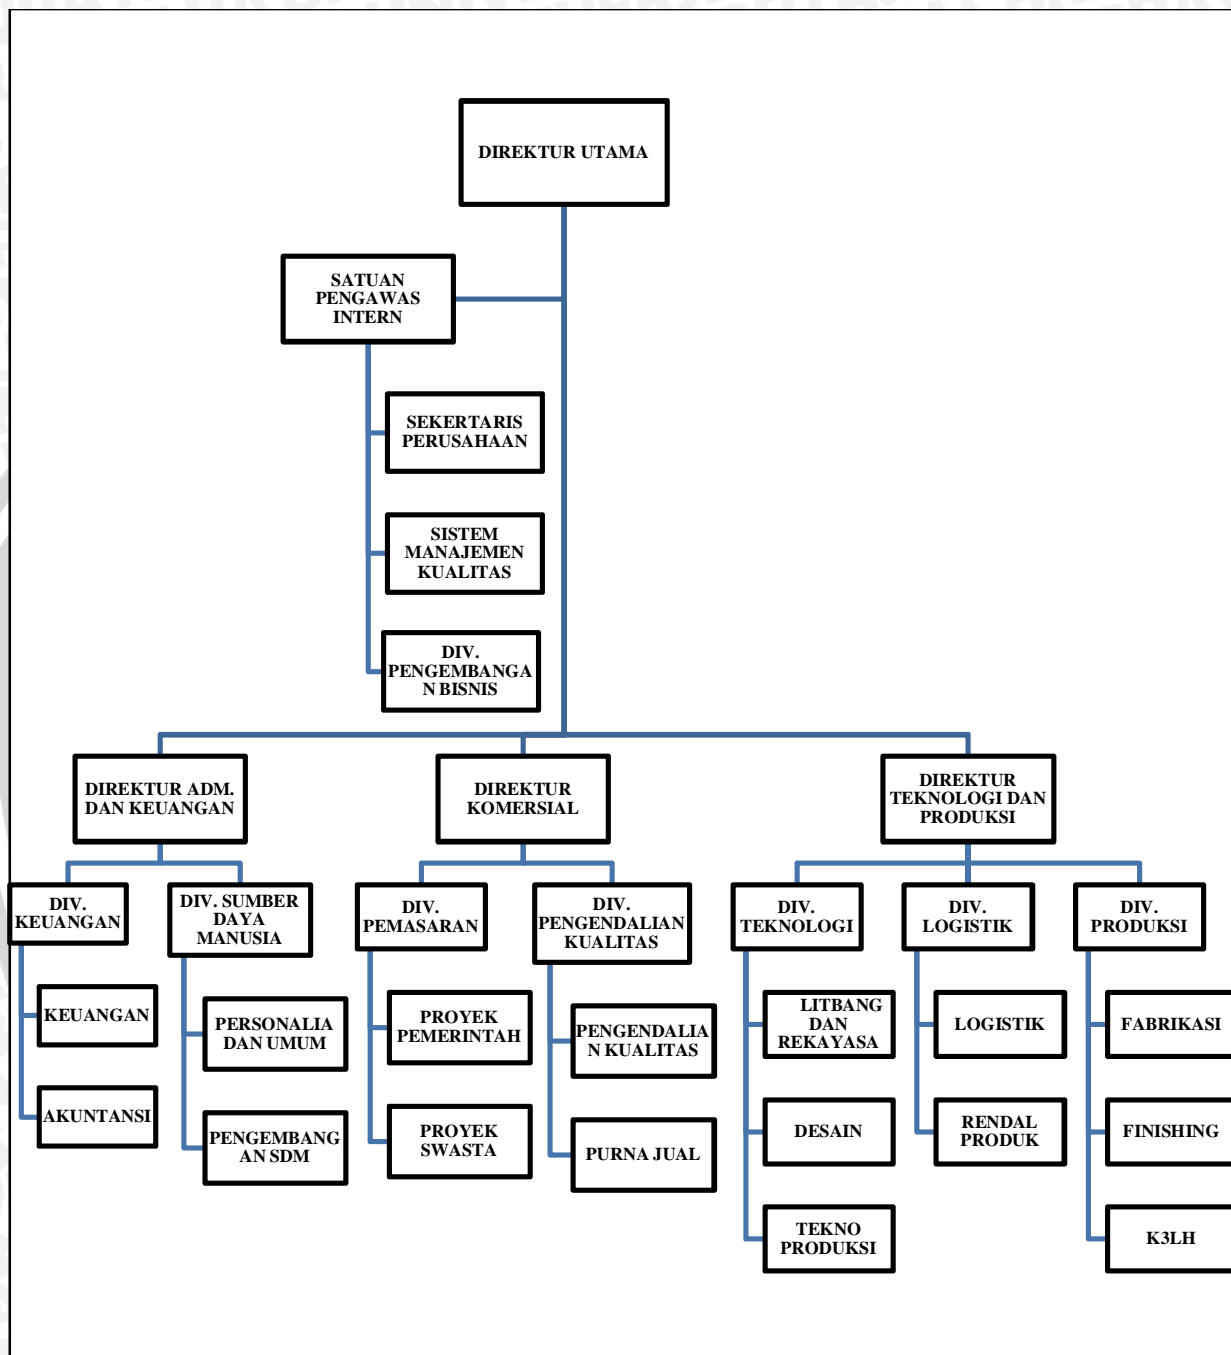 DIREKTUR UTAMA
SATUAN
PENGAWAS
INTERN
SEKERTARIS
PERUSAHAAN
SISTEM
MANAJEMEN
KUALITAS
DIV.
PENGEMBANGA
N BISNIS
DIREKTUR ADM.
DAN KEUANGAN
DIREKTUR
KOMERSIAL
DIREKTUR
TEKNOLOGI DAN
PRODUKSI
DIV.
KEUANGAN
DIV. SUMBER
DAYA
MANUSIA
DIV.
PEMASARAN
DIV.
PENGENDALIAN
KUALITAS
DIV.
TEKNOLOGI
DIV.
LOGISTIK
DIV.
PRODUKSI
KEUANGAN
PERSONALIA
DAN UMUM
PROYEK
PEMERINTAH
PENGENDALIA
N KUALITAS
LITBANG
DAN
REKAYASA
LOGISTIK
FABRIKASI
AKUNTANSI
PENGEMBANG
AN SDM
PROYEK
SWASTA
PURNA JUAL
DESAIN
RENDAL
PRODUK
FINISHING
TEKNO
PRODUKSI
K3LH